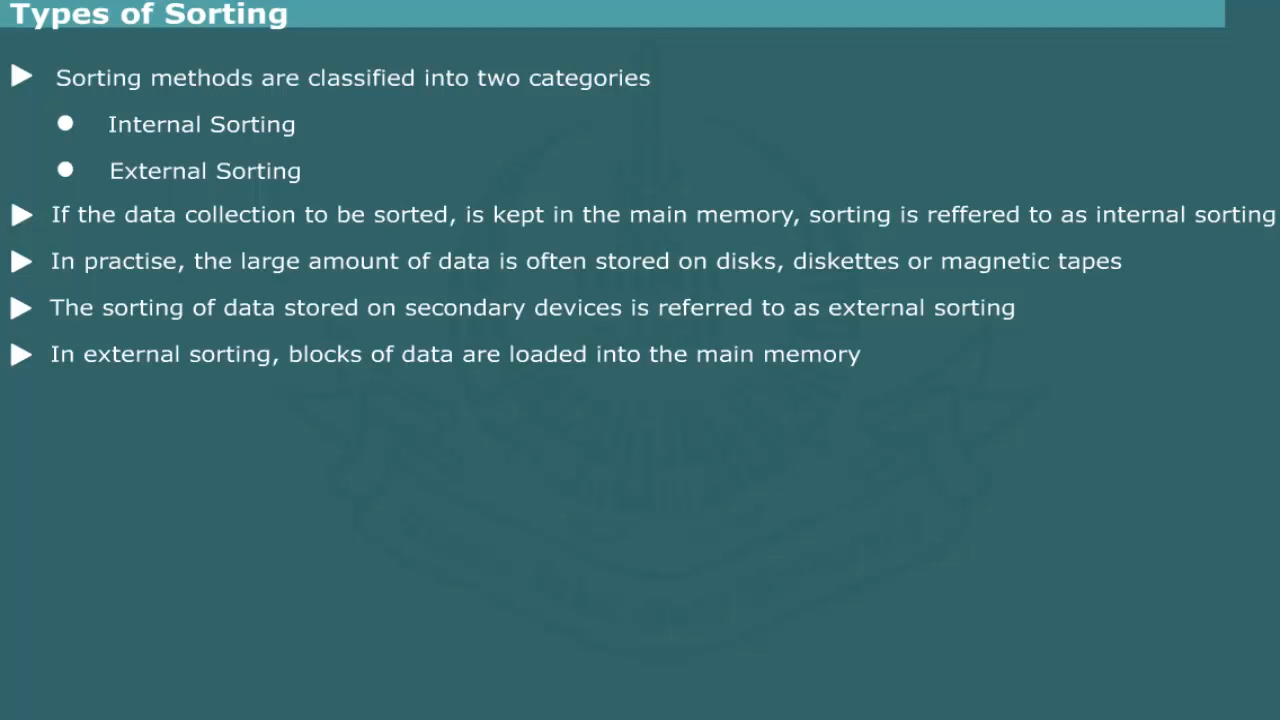 Types of Sorting
Sorting methods are classified into two categories
Internal Sorting
External Sorting
If the data collection to be sorted, is kept in the main memory, sorting is reffered to as internal sorting
In practise, the large amount of data is often stored on disks, diskettes or magnetic tapes
The sorting of data stored on secondary devices is referred to as external sorting
In external sorting, blocks of data are loaded into the main memory